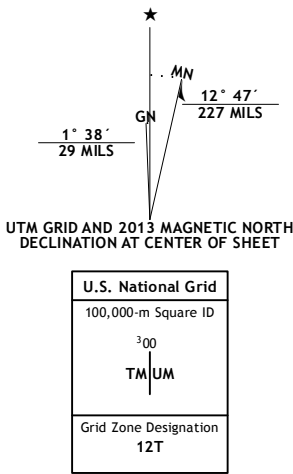 ★
MN
GN
12° 47´
227 MILS
1° 38´
29 MILS
UTM GRID AND 2013 MAGNETIC NORTH
DECLINATION AT CENTER OF SHEET
U.S. National Grid
100,000-m Square ID
³00
TM UM
Grid Zone Designation
12T